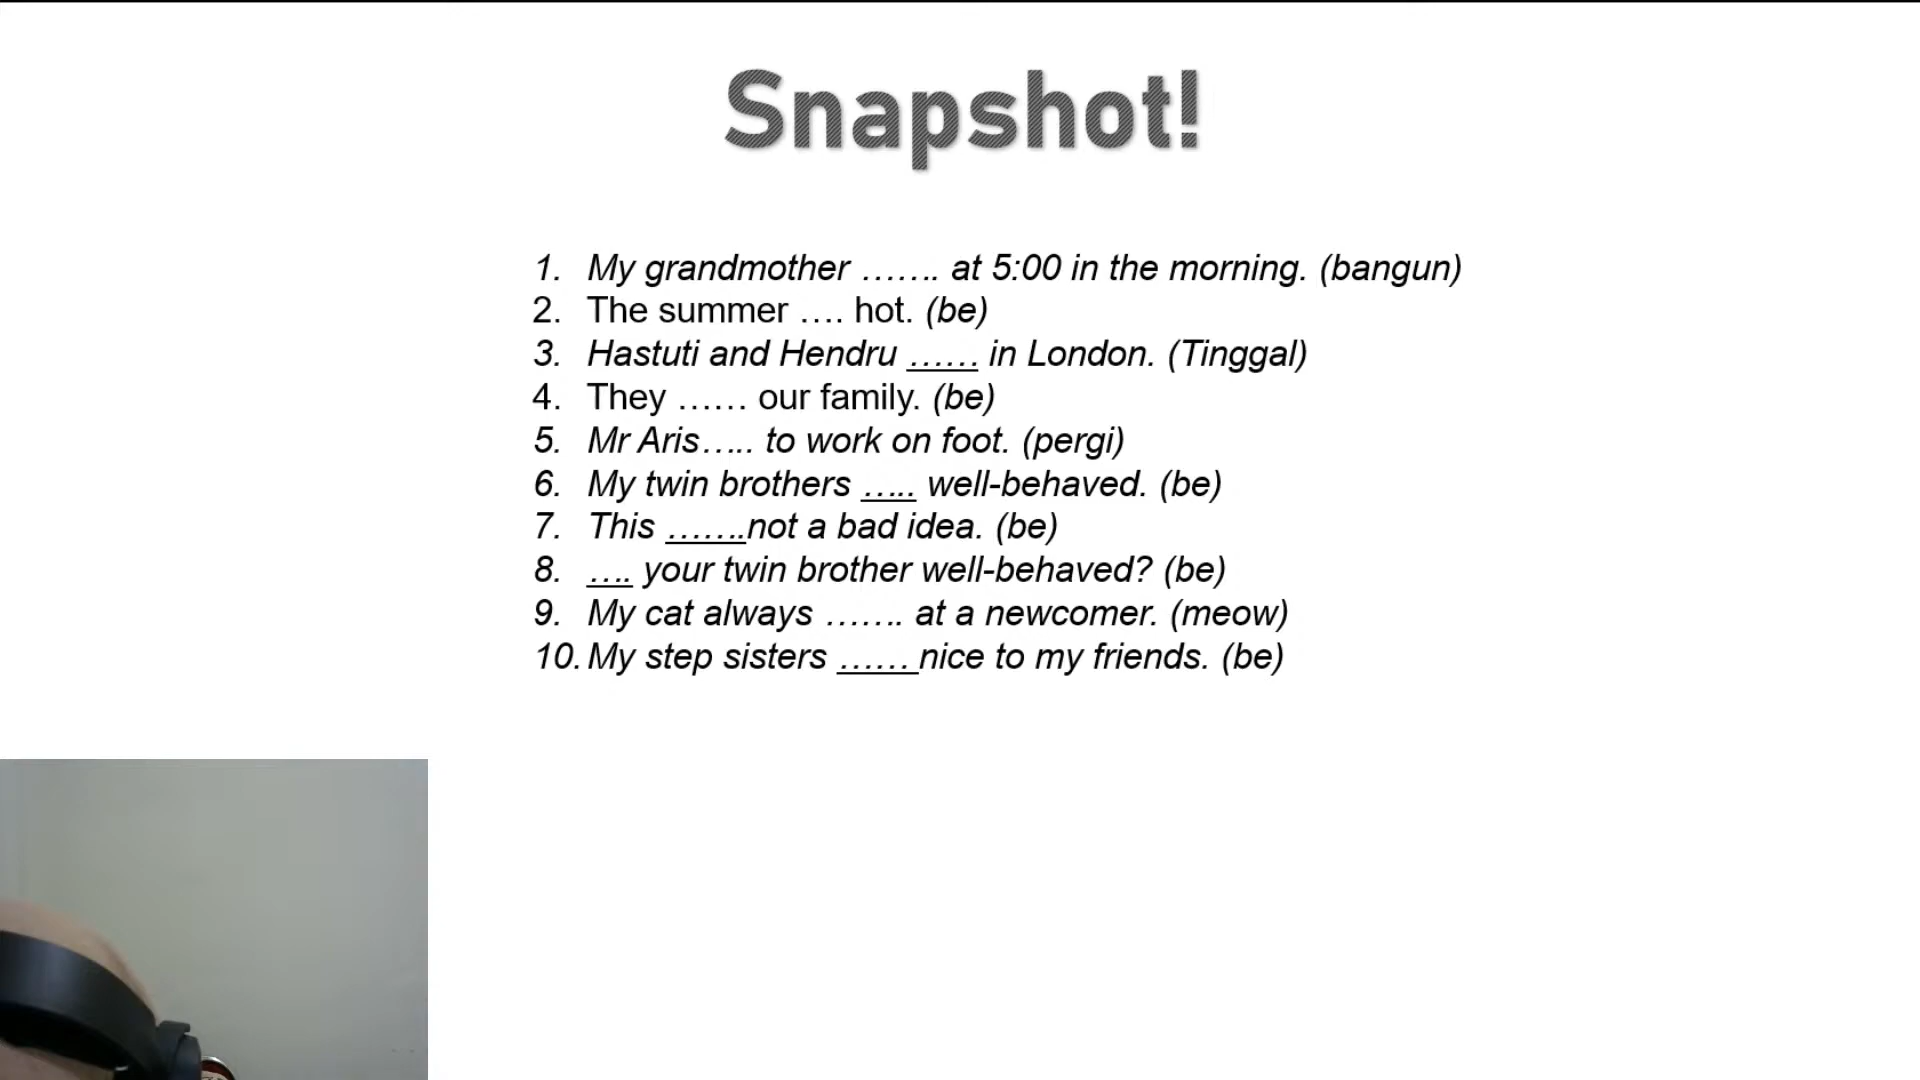 Snapshot!
1. My grandmother ……. at 5:00 in the morning. (bangun)
2. The summer …. hot. (be)
3. Hastuti and Hendru …… in London. (Tinggal)
4. They …… our family. (be)
5. Mr Aris….. to work on foot. (pergi)
6. My twin brothers ….. well-behaved. (be)
7. This …….not a bad idea. (be)
8. …. your twin brother well-behaved? (be)
9. My cat always ……. at a newcomer. (meow)
10. My step sisters …… nice to my friends. (be)